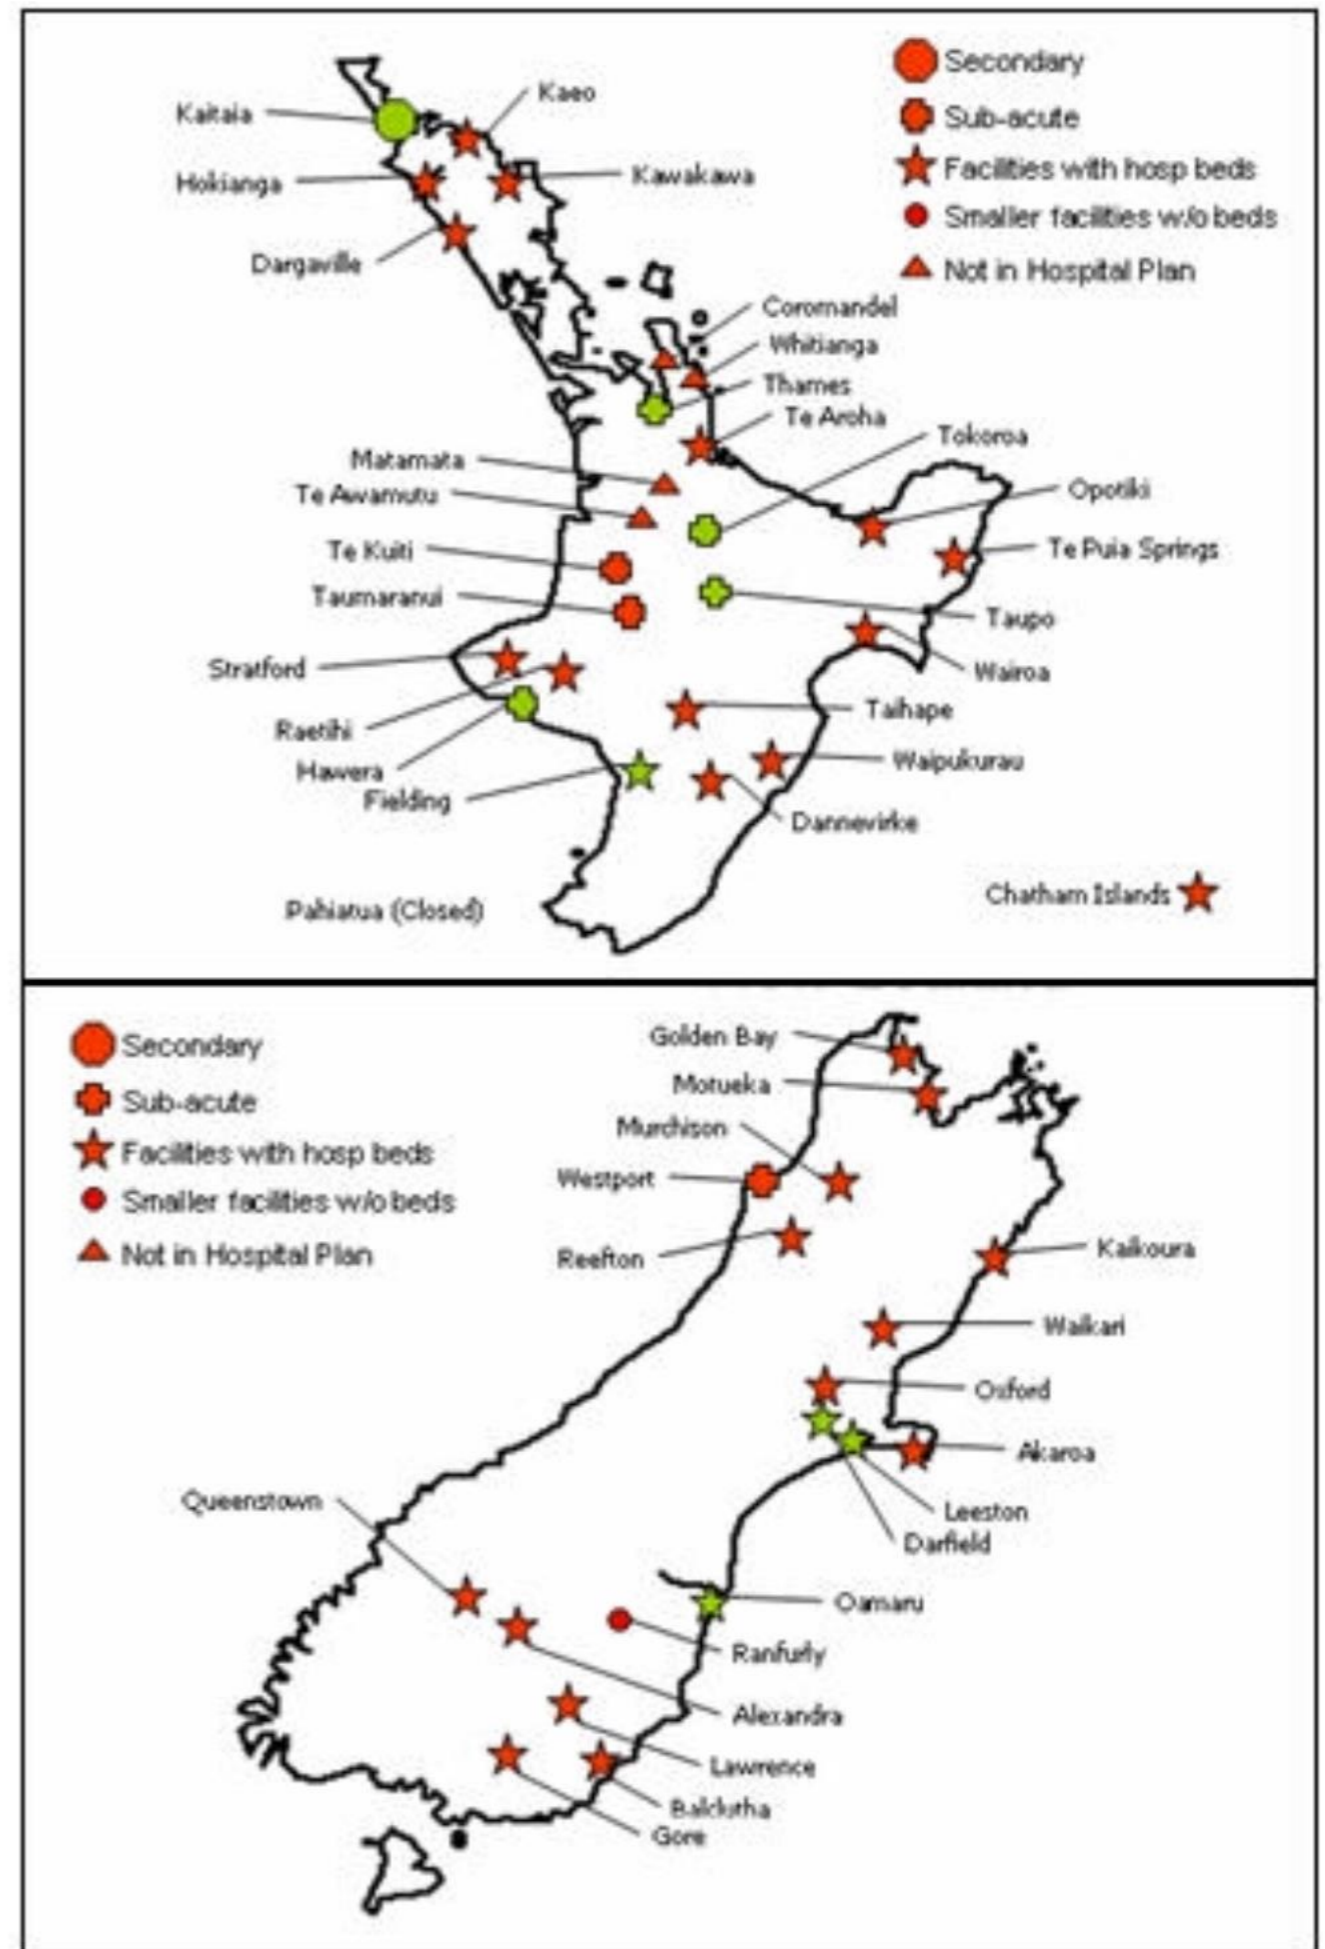 Secondary
Sub-acute
Facilities with hosp beds
Smaller facilities w/o beds
Not in Hospital Plan
Kaeo
Kaitaia
Kawakawa
Hokianga
Dargaville
Coromandel
Whitianga
Thames
Te Aroha
Tokoroa
Matamata
Opotiki
Te Awamutu
Te Kuiti
Te Puia Springs
Taumaranui
Taupo
Stratford
Wairoa
Taihape
Raetihi
Waipukurau
Hawera
Fielding
Dannevirke
Chatham Islands
Pahiatua (Closed)
Golden Bay
Secondary
Sub-acute
Facilities with hosp beds
Smaller facilities w/o beds
Not in Hospital Plan
Motueka
Murchison
Westport
Reefton
Kaikoura
Waikari
Oxford
Akaroa
Queenstown
Leeston
Darfield
Oamaru
Ranfurly
Alexandra
Lawrence
Balclutha
Gore